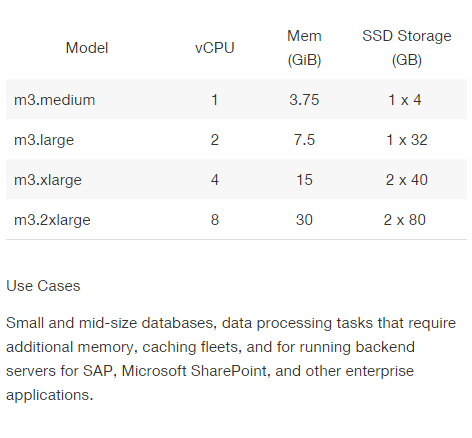 Model vCPU Mem (GiB) SSD Storage (GB)
m3.medium 1 3.75 1 x 4
m3.large 2 7.5 1 x 32
m3.xlarge 4 15 2 x 40
m3.2xlarge 8 30 2 x 80
Use Cases
Small and mid-size databases, data processing tasks that require
additional memory, caching fleets, and for running backend
servers for SAP, Microsoft SharePoint, and other enterprise
applications.